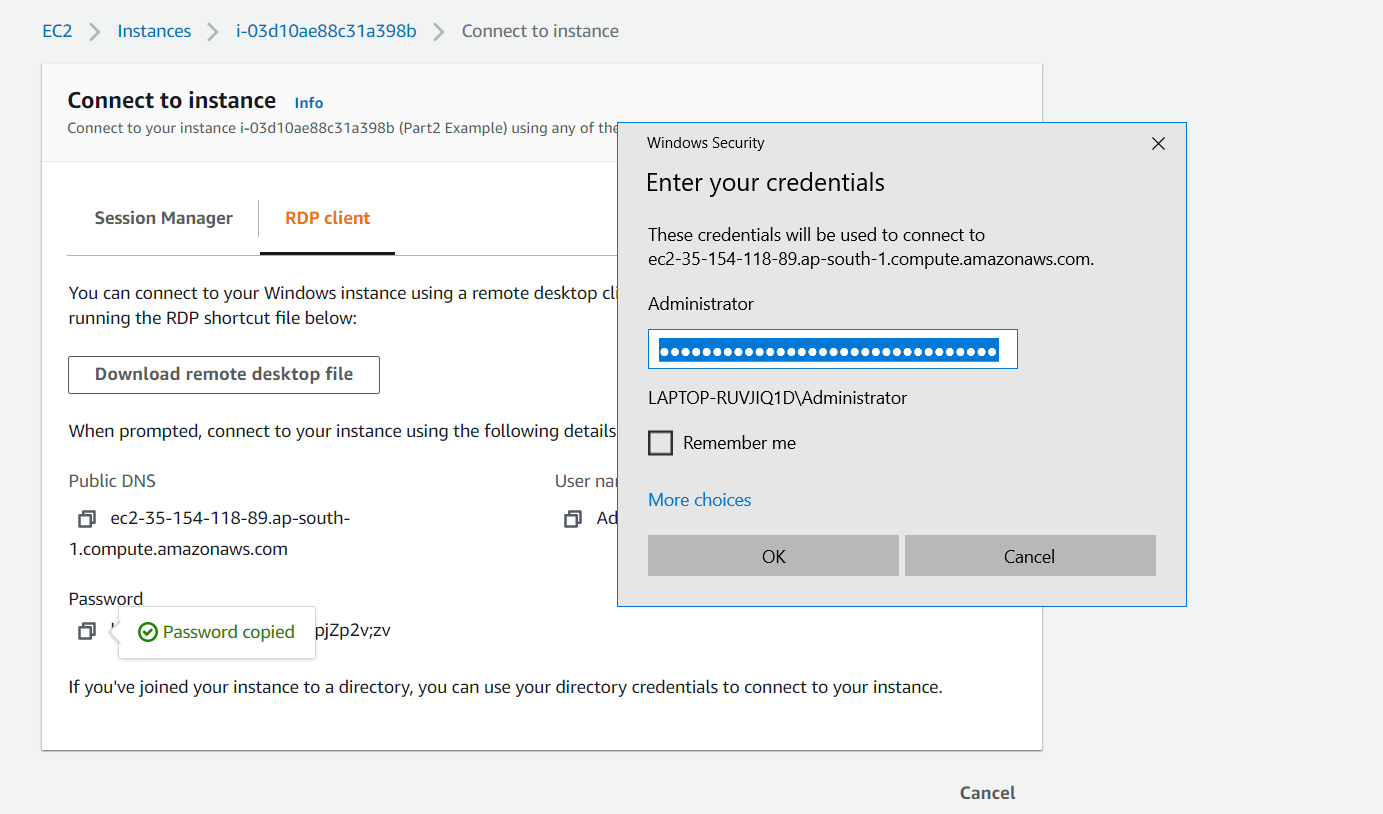 EC2 Instances i-03d10ae88c31a398b Connect to instance
Connect to instance Info
Connect to your instance i-03d10ae88c31a398b (Part2 Example) using any of the
Session Manager RDP client
You can connect to your Windows instance using a remote desktop
running the RDP shortcut file below:
Download remote desktop file
When prompted, connect to your instance using the following details
Public DNS
User
ec2-35-154-118-89.ap-south-
1.compute.amazonaws.com
Password
Password copied
pjZp2v;zv
If you've joined your instance to a directory, you can use your directory credentials to connect to your instance.
Cancel
Windows Security
Enter your credentials
These credentials will be used to connect to
ec2-35-154-118-89.ap-south-1.compute.amazonaws.com.
Administrator
LAPTOP-RUVJIQ1D\Administrator
Remember me
More choices
OK Cancel